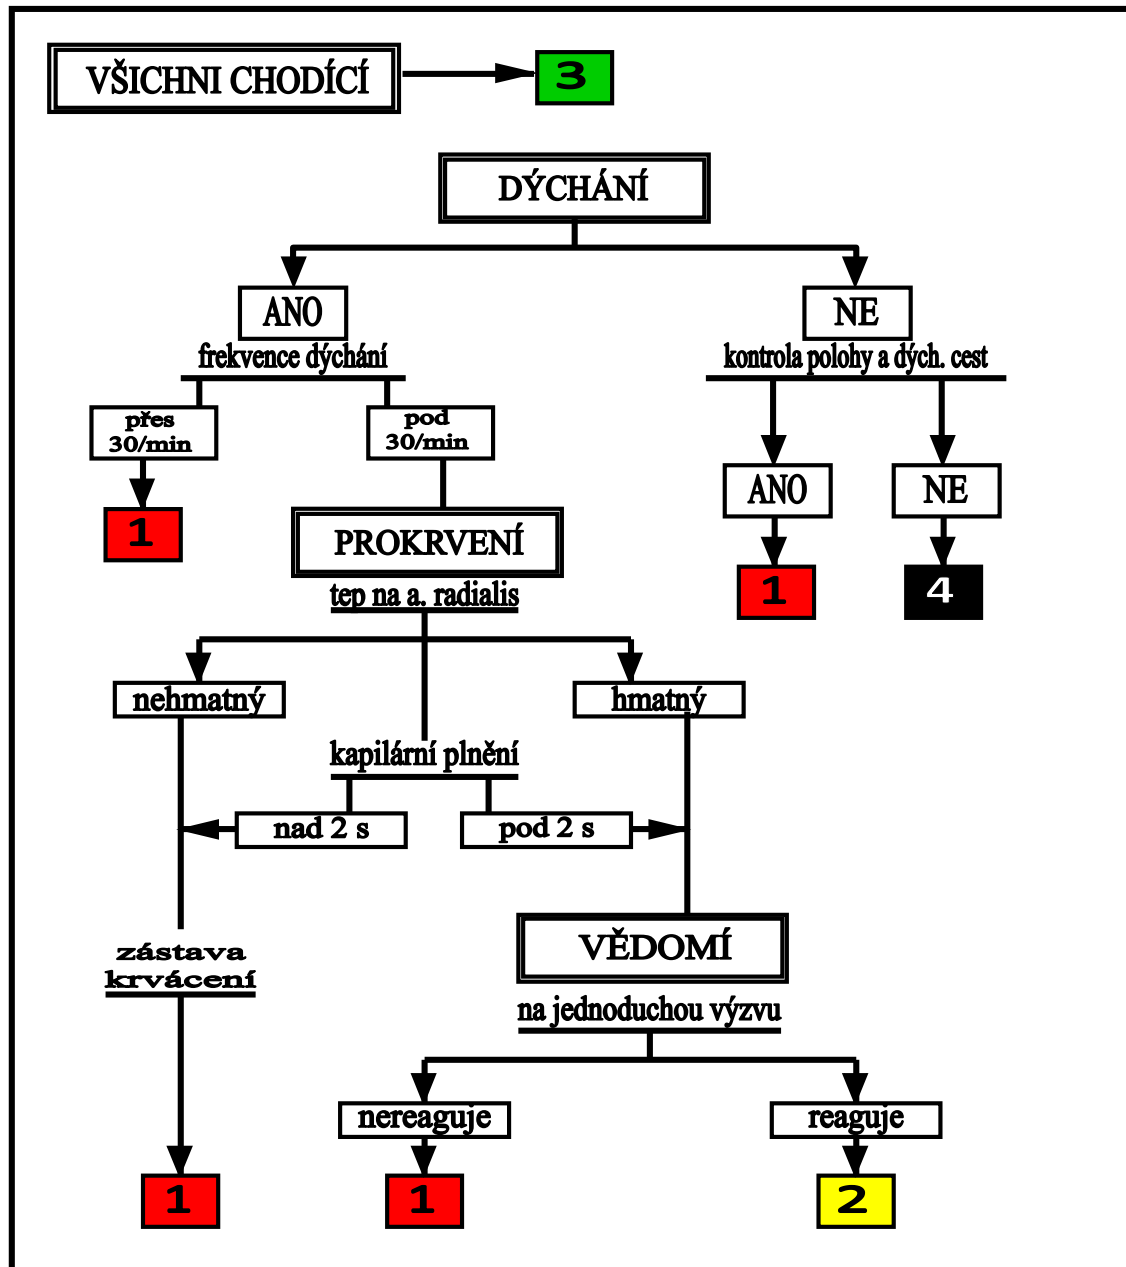 VŠICHNI CHODÍCÍ
3
DÝCHÁNÍ
ANO
NE
frekvence dýchání
kontrola polohy a dých. cest
přes
30/min
pod
30/min
ANO
NE
1
PROKRVENÍ
1
4
tep na a. radialis
nehmatný
hmatný
kapilární plnění
nad 2 s
pod 2 s
zástava
krvácení
VĚDOMÍ
na jednoduchou výzvu
nereaguje
reaguje
1
1
2